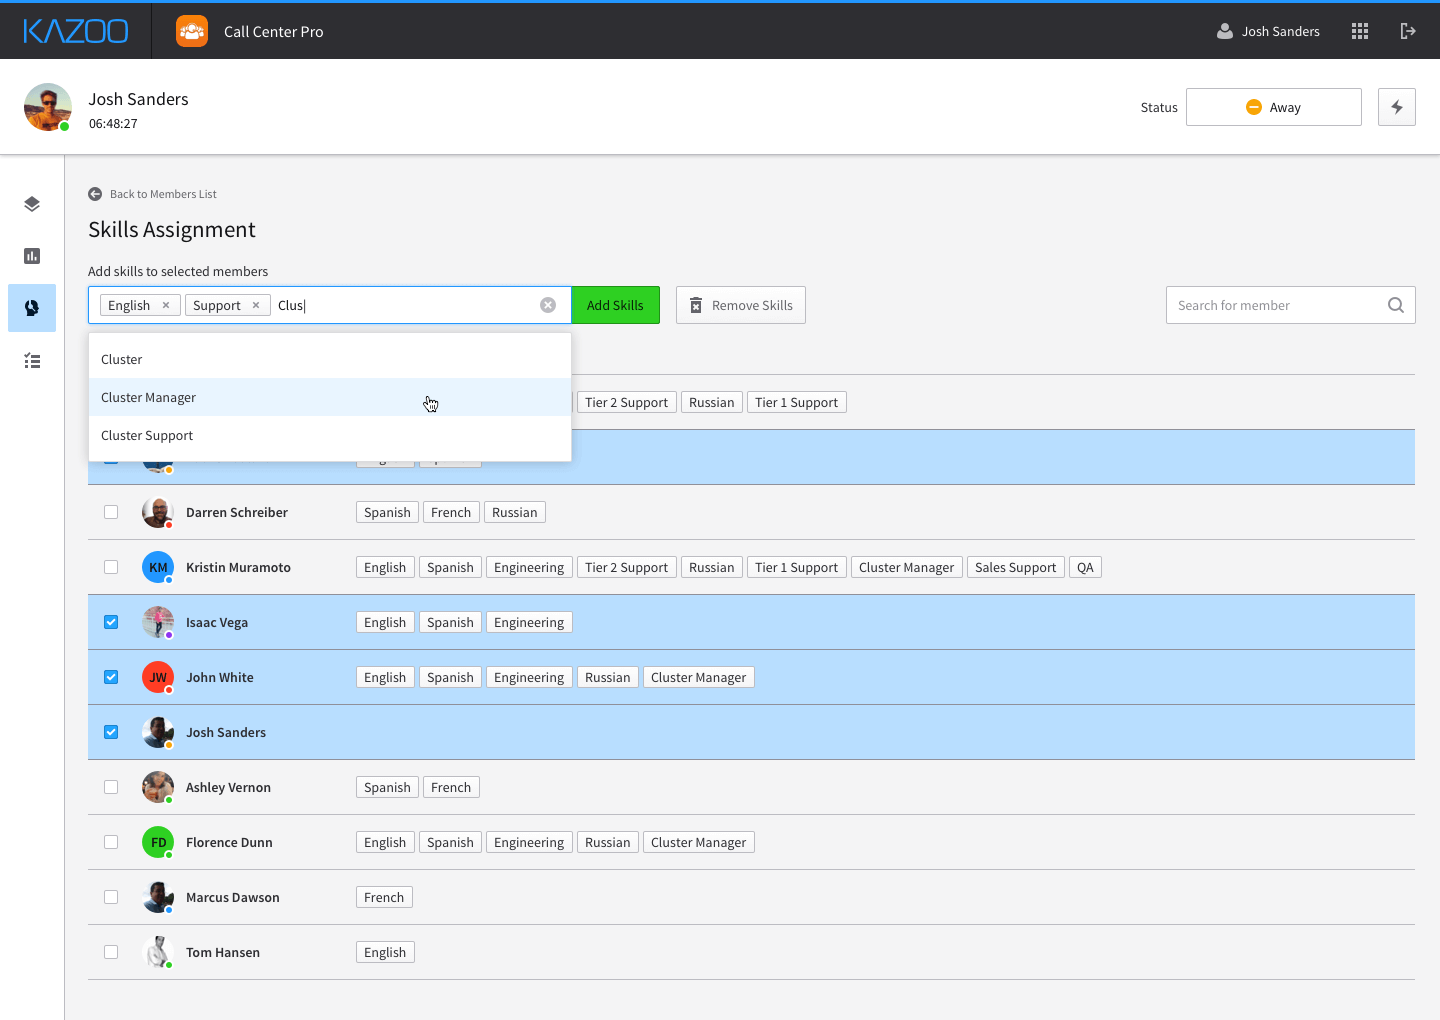 KAZOO
Call Center Pro
Josh Sanders
Josh Sanders
06:48:27
Status
Away
Back to Members List
Skills Assignment
Add skills to selected members
English × Support × Clus
Add Skills
Remove Skills
Search for member
Cluster
Cluster Manager
Cluster Support
Tier 2 Support Russian Tier 1 Support
Darren Schreiber Spanish French Russian
KM Kristin Muramoto English Spanish Engineering Tier 2 Support Russian Tier 1 Support Cluster Manager Sales Support QA
Isaac Vega English Spanish Engineering
JW John White English Spanish Engineering Russian Cluster Manager
Josh Sanders
Ashley Vernon Spanish French
FD Florence Dunn English Spanish Engineering Russian Cluster Manager
Marcus Dawson French
Tom Hansen English